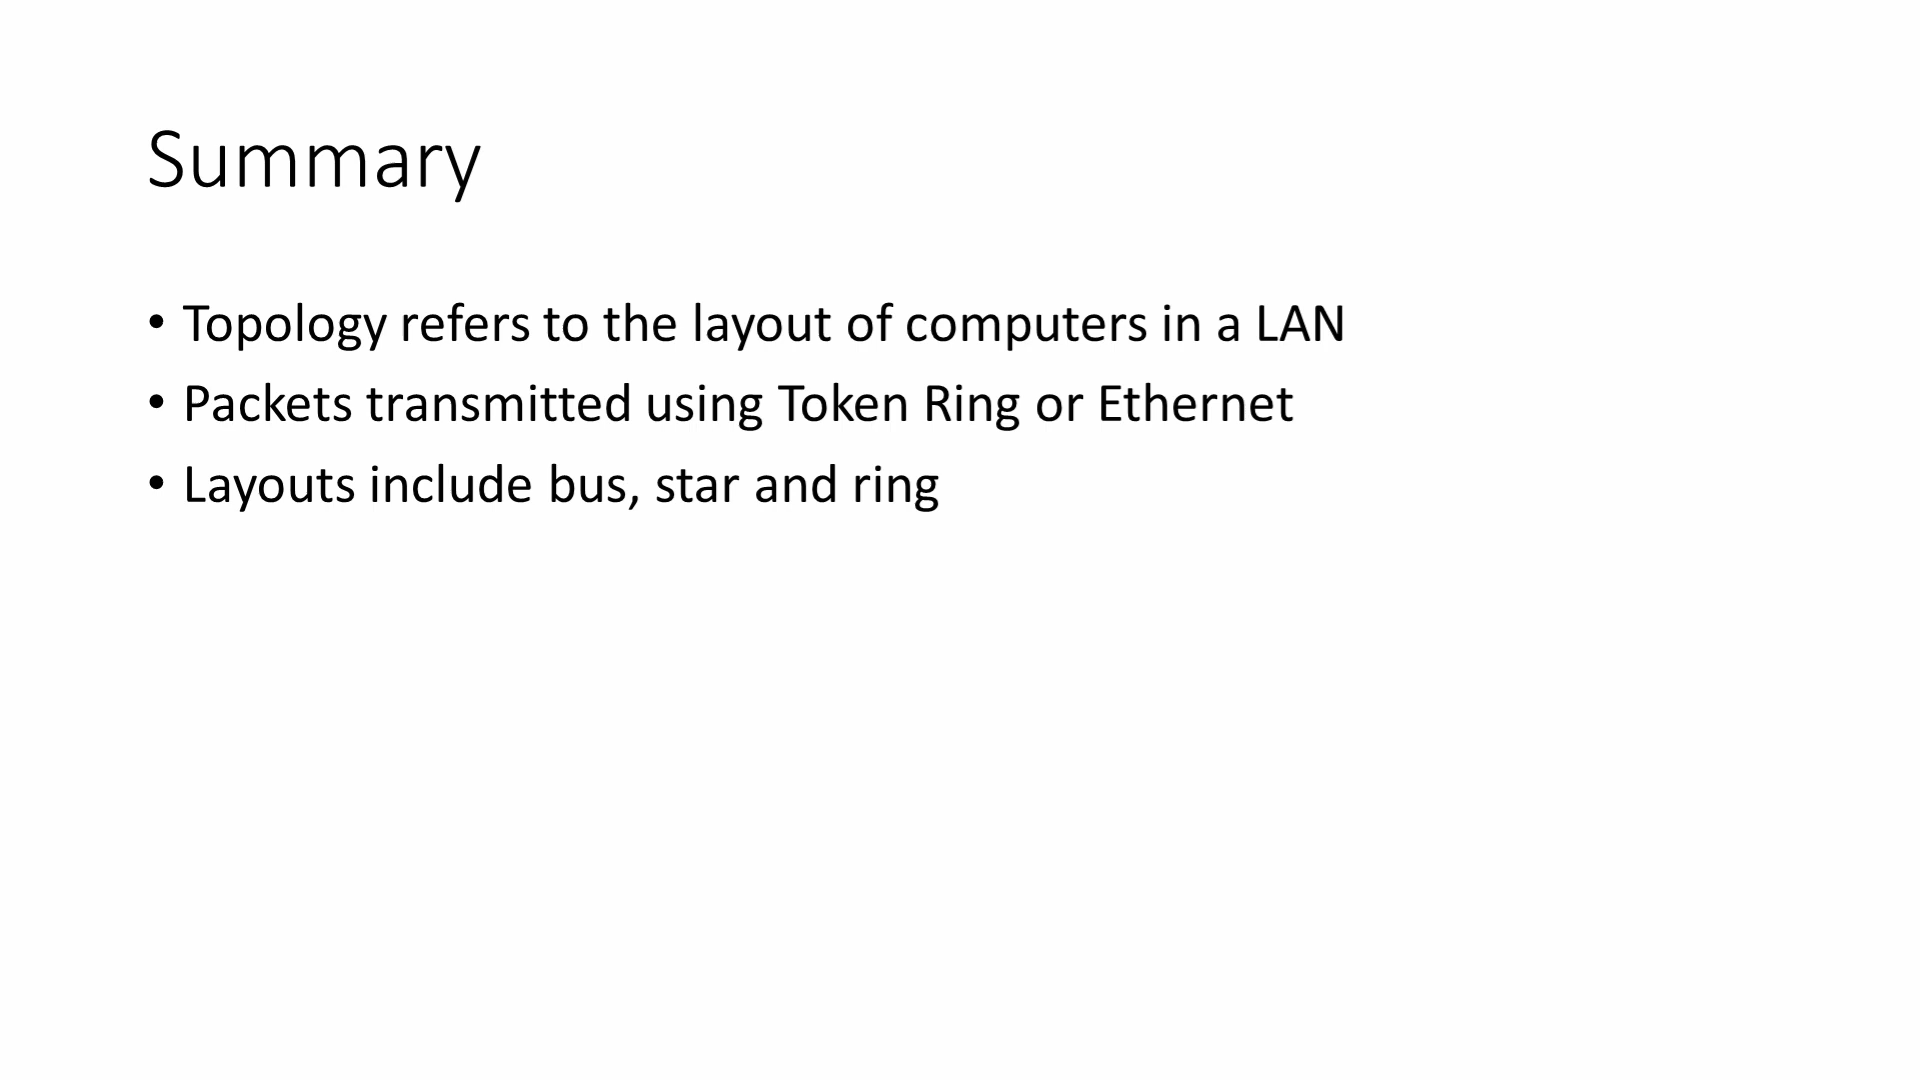 Summary
• Topology refers to the layout of computers in a LAN
• Packets transmitted using Token Ring or Ethernet
• Layouts include bus, star and ring